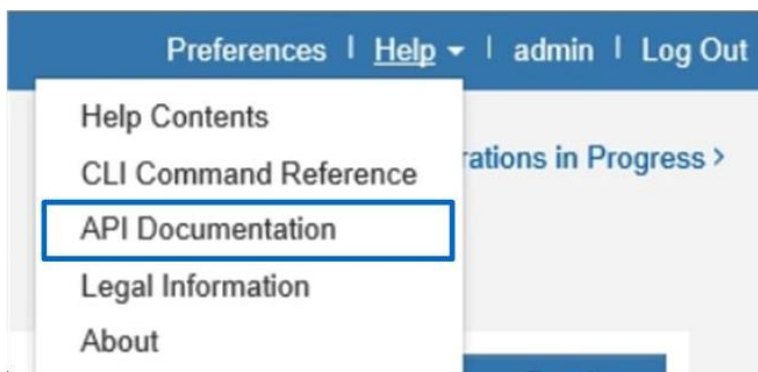 Preferences | Help | admin | Log Out
Help Contents
CLI Command Reference
rations in Progress >
API Documentation
Legal Information
About